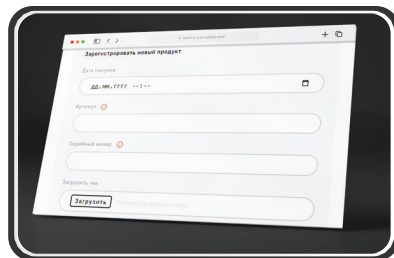 Зарегистрировать новый продукт
Дата покупки
ДД.ММ.ГГГГ --:--
Артикул
Серийный номер
Загрузить чек
Загрузить